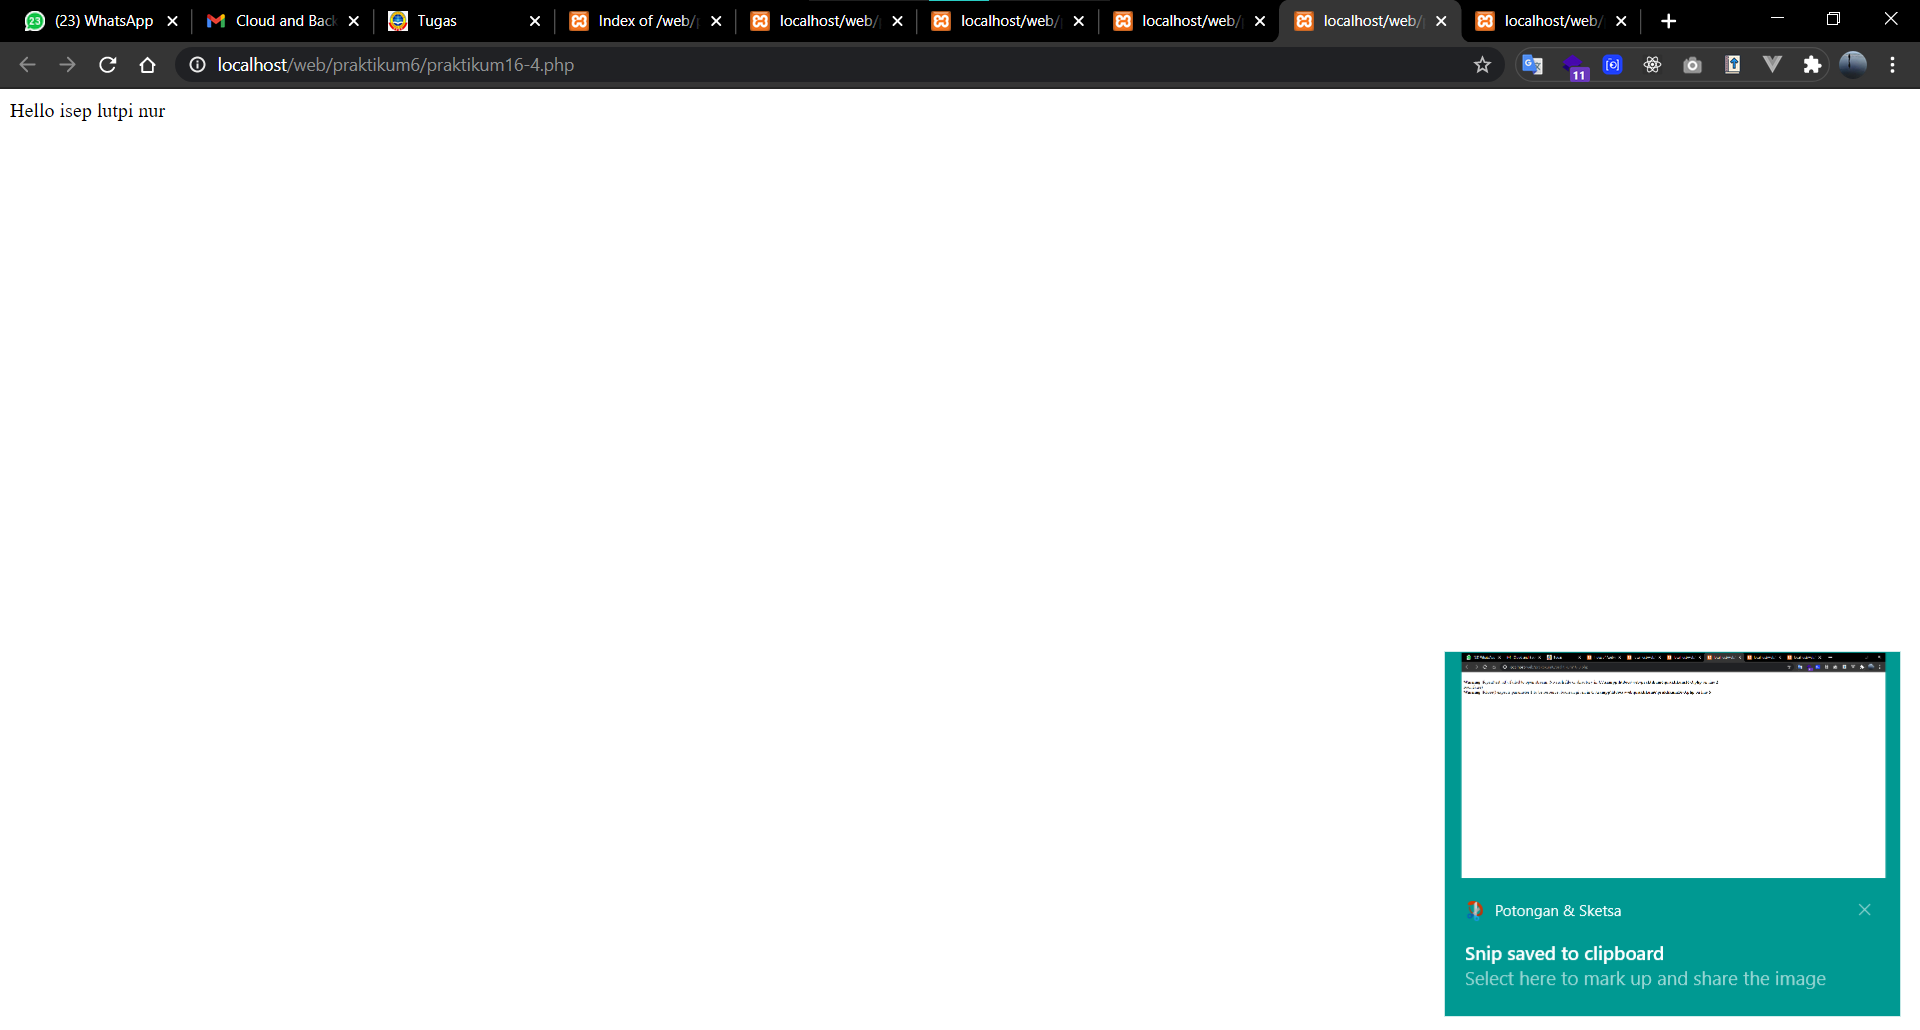 (23) WhatsApp
Cloud and Back
Tugas
Index of /web/p
localhost/web/p
localhost/web/p
localhost/web/p
localhost/web/p
localhost/web/
localhost/web/praktikum6/praktikum16-4.php
11
Hello isep lutpi nur
Potongan & Sketsa
Snip saved to clipboard
Select here to mark up and share the image